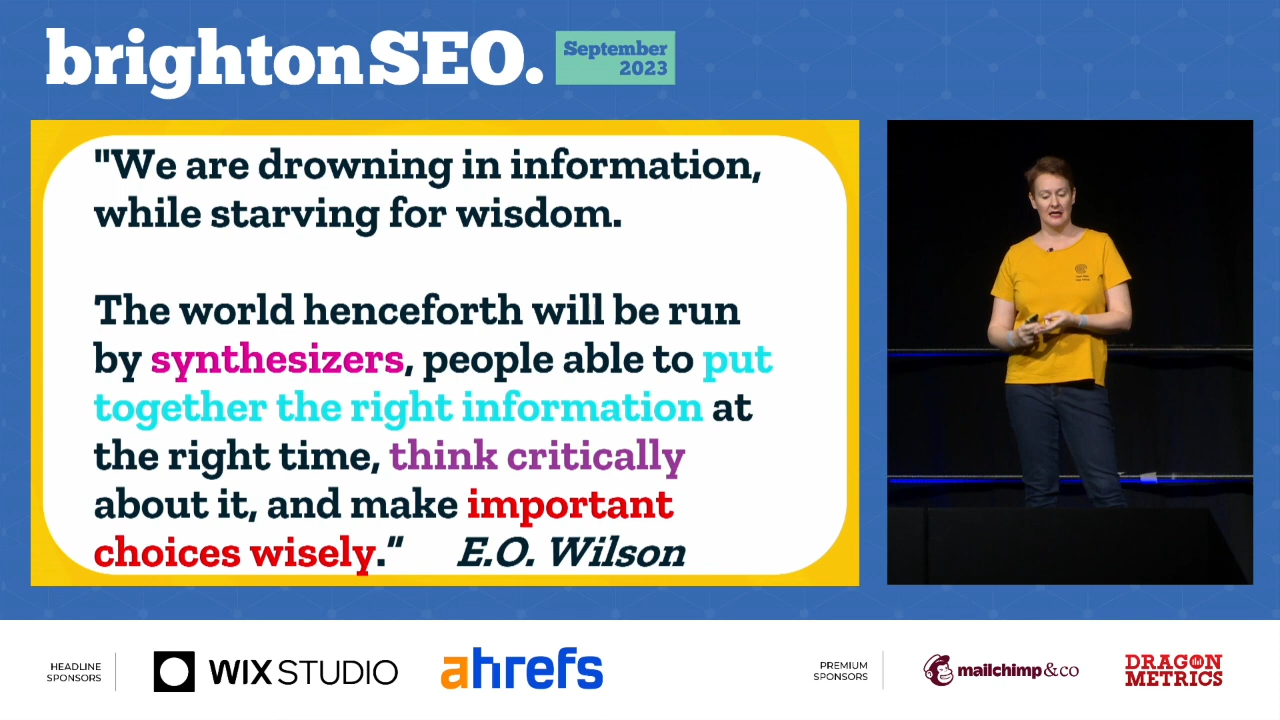 brightonSEO.
September
2023
"We are drowning in information,
while starving for wisdom.
The world henceforth will be run
by synthesizers, people able to put
together the right information at
the right time, think critically
about it, and make important
choices wisely." E.O. Wilson
HEADLINE
SPONSORS
WIX STUDIO
ahrefs
PREMIUM
SPONSORS
mailchimp&co
DRAGON
METRICS